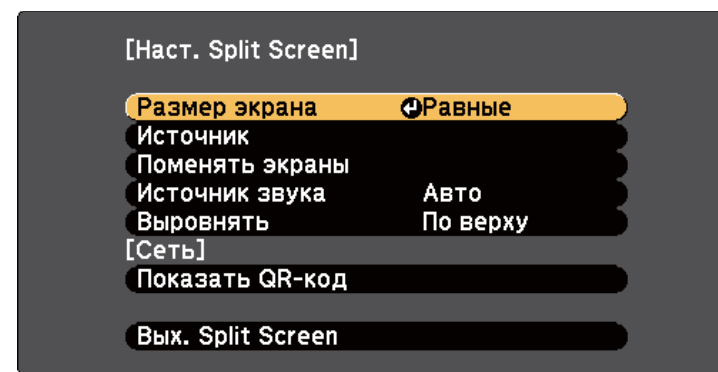 [Наст. Split Screen]
Размер экрана Равные
Источник
Поменять экраны
Источник звука Авто
Выровнять По верху
[Сеть]
Показать QR-код
Вых. Split Screen